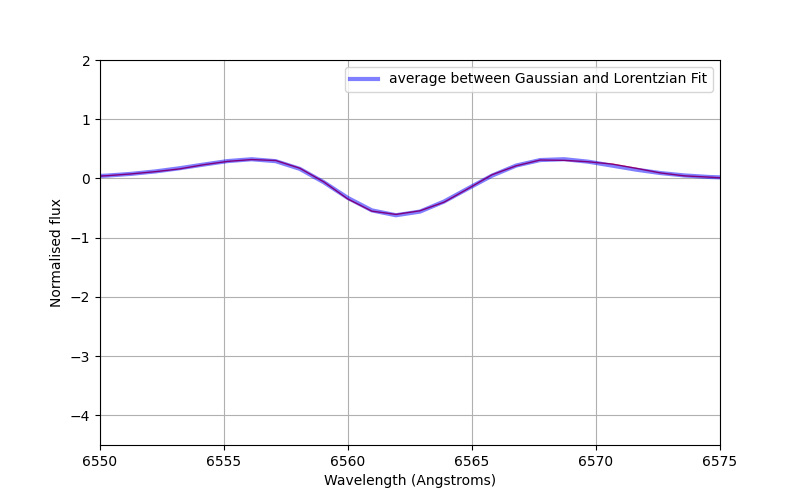 average between Gaussian and Lorentzian Fit
2
1
0
−1
−2
−3
−4
Normalised flux
6550 6555 6560 6565 6570 6575
Wavelength (Angstroms)